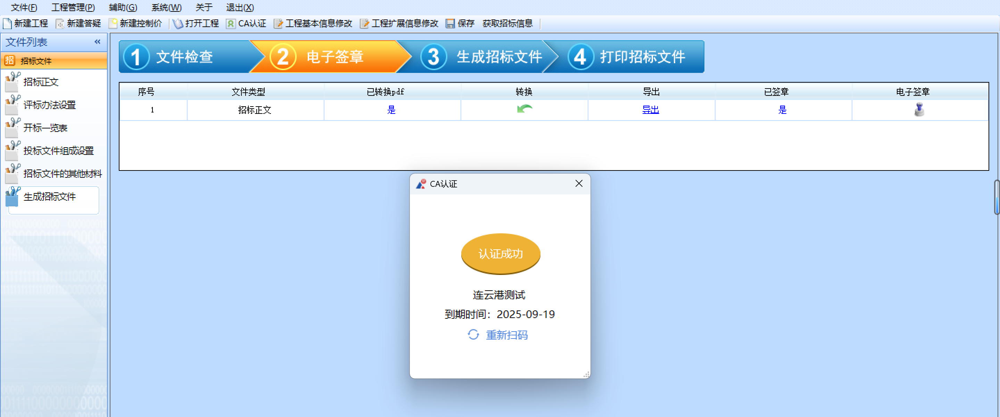 文件(F) 工程管理(P) 辅助(G) 系统(W) 关于 退出(X)
新建工程 新建答疑 新建控制价 打开工程 CA认证 工程基本信息修改 工程扩展信息修改 保存 获取招标信息
文件列表 «
招 招标文件
招标正文
评标办法设置
开标一览表
投标文件组成设置
招标文件的其他材料
生成招标文件
1 文件检查 2 电子签章 3 生成招标文件 4 打印招标文件
序号 文件类型 已转换pdf 转换 导出 已签章 电子签章
1 招标正文 是 导出 是
CA认证
认证成功
连云港测试
到期时间：2025-09-19
重新扫码